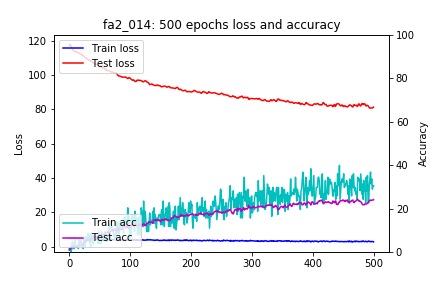 fa2_014: 500 epochs loss and accuracy
120
100
80
60
40
20
0
Loss
Train loss
Test loss
Train acc
Test acc
0
100
200
300
400
500
100
80
60
40
20
0
Accuracy